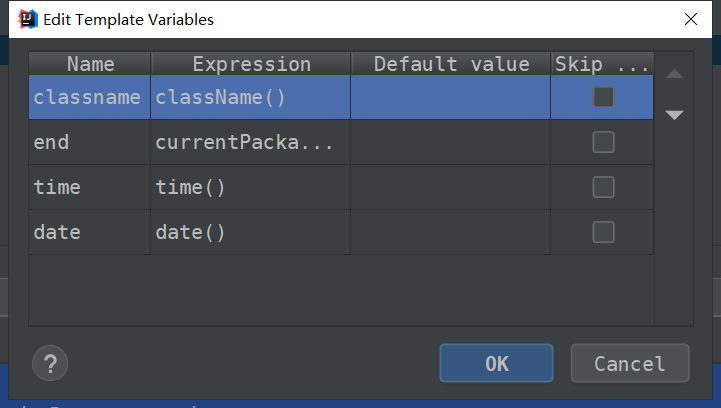 Edit Template Variables
Name Expression Default value Skip ...
classname className()
end currentPacka...
time time()
date date()
? OK Cancel